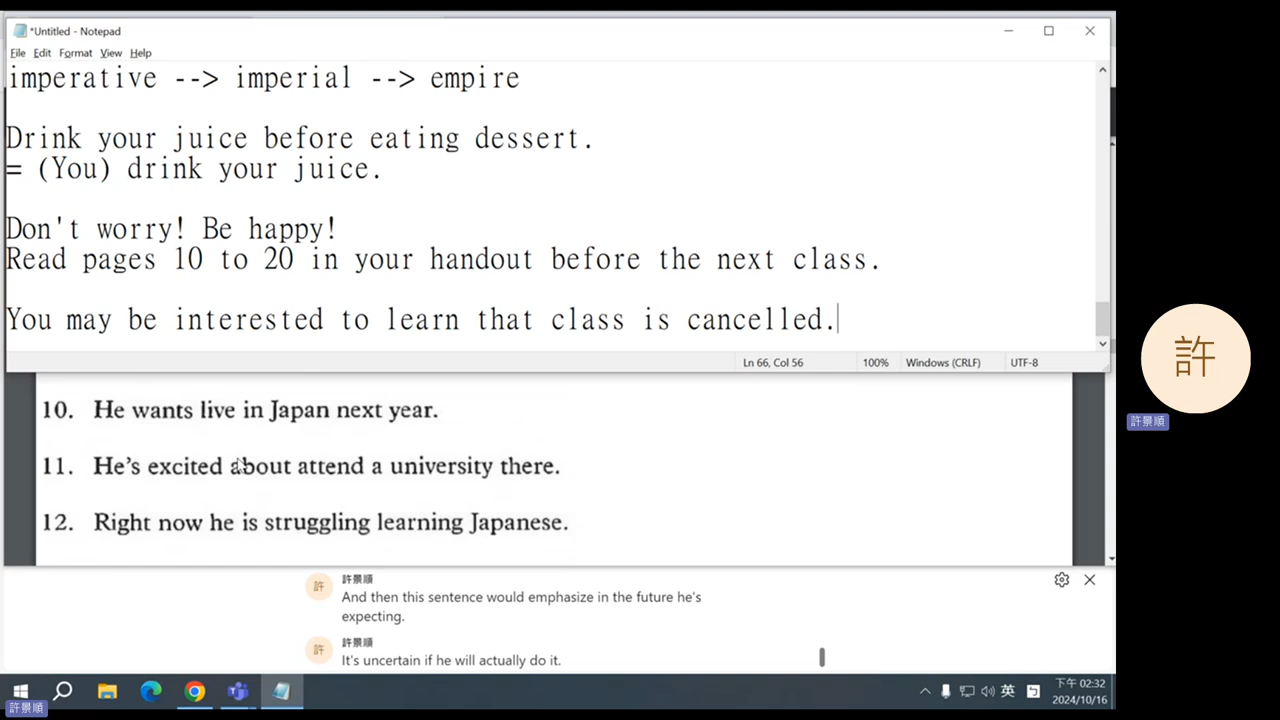 *Untitled - Notepad
File Edit Format View Help
imperative --> imperial --> empire
Drink your juice before eating dessert.
= (You) drink your juice.
Don't worry! Be happy!
Read pages 10 to 20 in your handout before the next class.
You may be interested to learn that class is cancelled.
Ln 66, Col 56 100% Windows (CRLF) UTF-8
10. He wants live in Japan next year.
11. He's excited about attend a university there.
12. Right now he is struggling learning Japanese.
許
許景順
許 許景順
And then this sentence would emphasize in the future he's
expecting.
許 許景順
It's uncertain if he will actually do it.
英 ㄅ 下午 02:32
2024/10/16
許景順